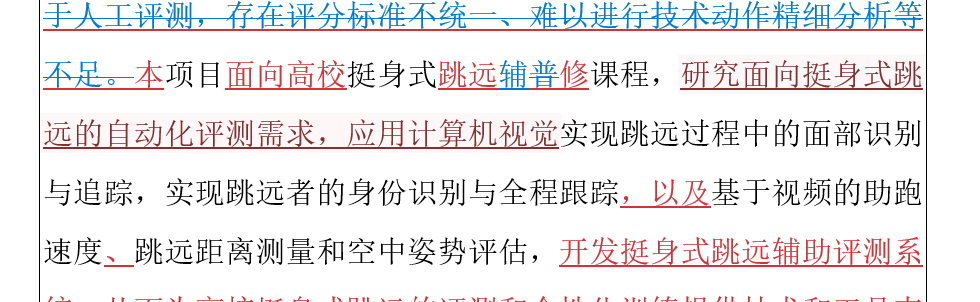 于人工评测，存在评分标准不统一、难以进行技术动作精细分析等
不足。本项目面向高校挺身式跳远辅普修课程，研究面向挺身式跳
远的自动化评测需求，应用计算机视觉实现跳远过程中的面部识别
与追踪，实现跳远者的身份识别与全程跟踪，以及基于视频的助跑
速度、跳远距离测量和空中姿势评估，开发挺身式跳远辅助评测系